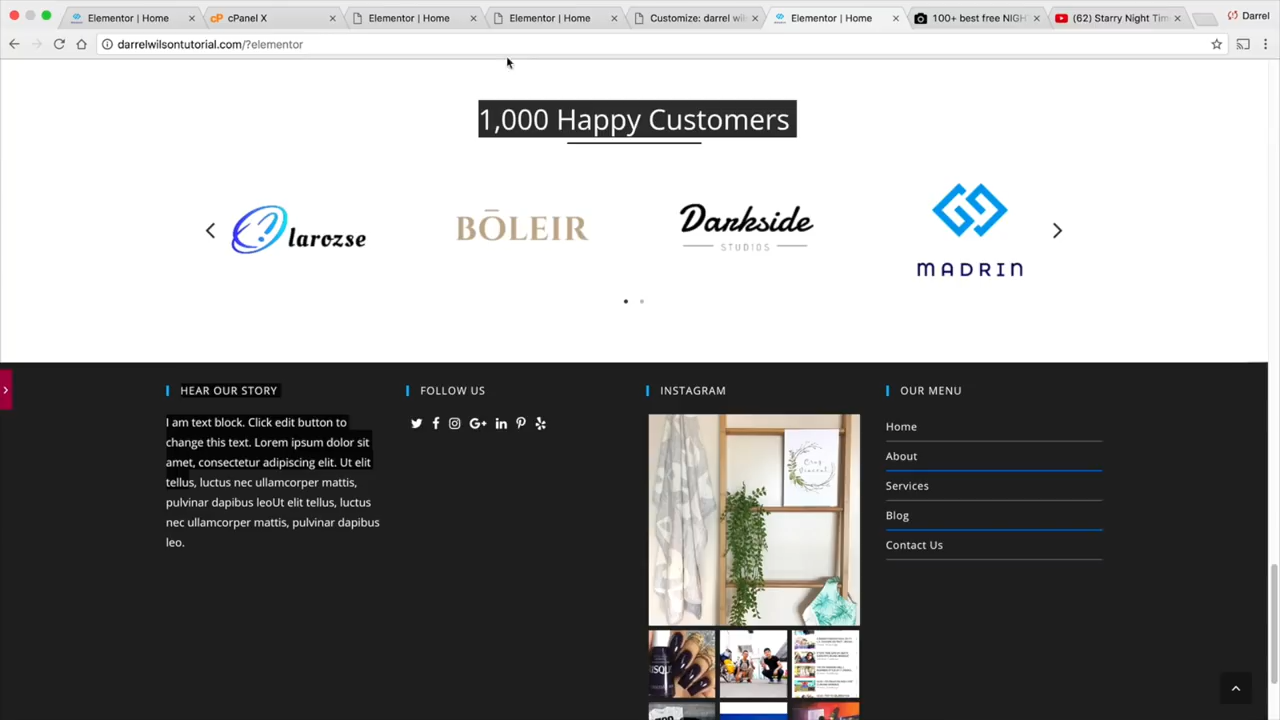 Elementor | Home
cPanel X
Elementor | Home
Elementor | Home
Customize: darrel wil
Elementor | Home
100+ best free NIGH
(62) Starry Night Tim
Darrel
darrelwilsontutorial.com/?elementor
1,000 Happy Customers
larozse
BŌLEIR
Darkside
STUDIOS
MADRIN
HEAR OUR STORY
I am text block. Click edit button to
change this text. Lorem ipsum dolor sit
amet, consectetur adipiscing elit. Ut elit
tellus, luctus nec ullamcorper mattis,
pulvinar dapibus leoUt elit tellus, luctus
nec ullamcorper mattis, pulvinar dapibus
leo.
FOLLOW US
INSTAGRAM
OUR MENU
Home
About
Services
Blog
Contact Us